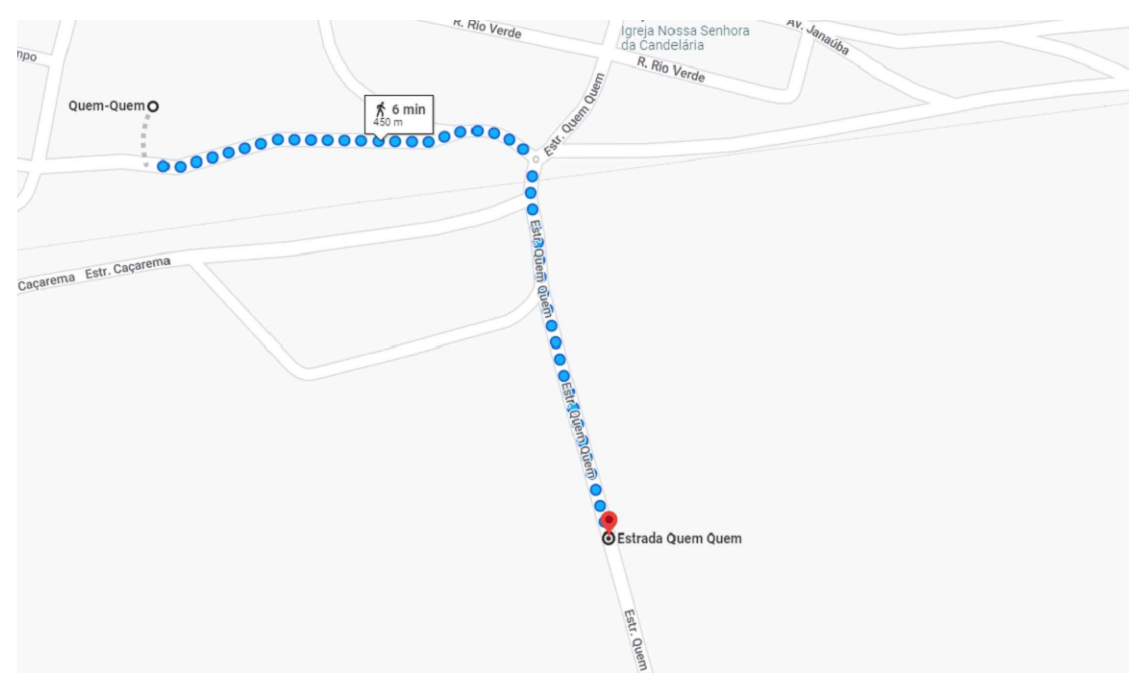 R. Rio Verde
Igreja Nossa Senhora
da Candelária
Av. Janaúba
mpo
R. Rio Verde
Quem-Quem
6 min
450 m
Estr. Quem Quem
Estr. Quem Quem
Caçarema
Estr. Caçarema
Estr. Quem Quem
Estrada Quem Quem
Estr. Quem